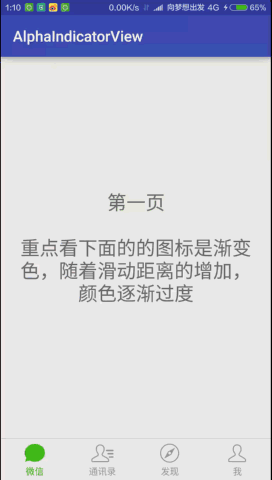 1:10 0.00K/s 向梦想出发 4G 65%
AlphaIndicatorView
第一页
重点看下面的的图标是渐变
色，随着滑动距离的增加，
颜色逐渐过度
微信 通讯录 发现 我